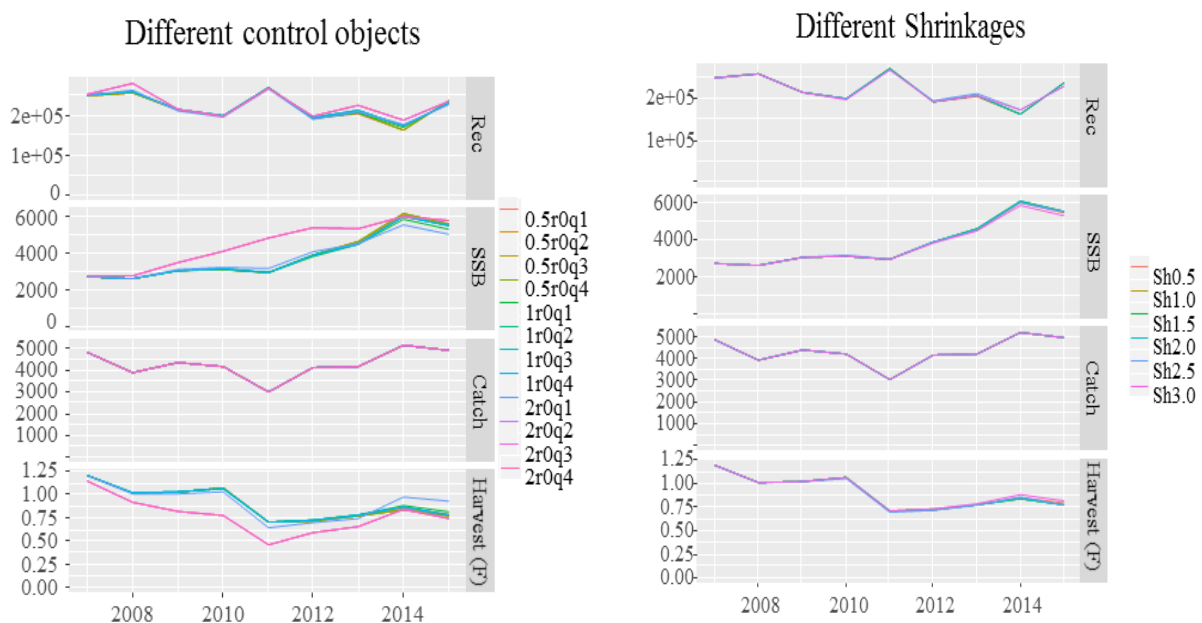 Different control objects
2e+05
1e+05
0
Rec
6000
4000
2000
0
SSB
5000
4000
3000
2000
1000
Catch
1.25
1.00
0.75
0.50
0.25
0.00
Harvest (F)
2008
2010
2012
2014
0.5r0q1
0.5r0q2
0.5r0q3
0.5r0q4
1r0q1
1r0q2
1r0q3
1r0q4
2r0q1
2r0q2
2r0q3
2r0q4
Different Shrinkages
2e+05
1e+05
Rec
6000
4000
2000
SSB
5000
4000
3000
2000
1000
Catch
1.25
1.00
0.75
0.50
0.25
0.00
Harvest (F)
2008
2010
2012
2014
Sh0.5
Sh1.0
Sh1.5
Sh2.0
Sh2.5
Sh3.0